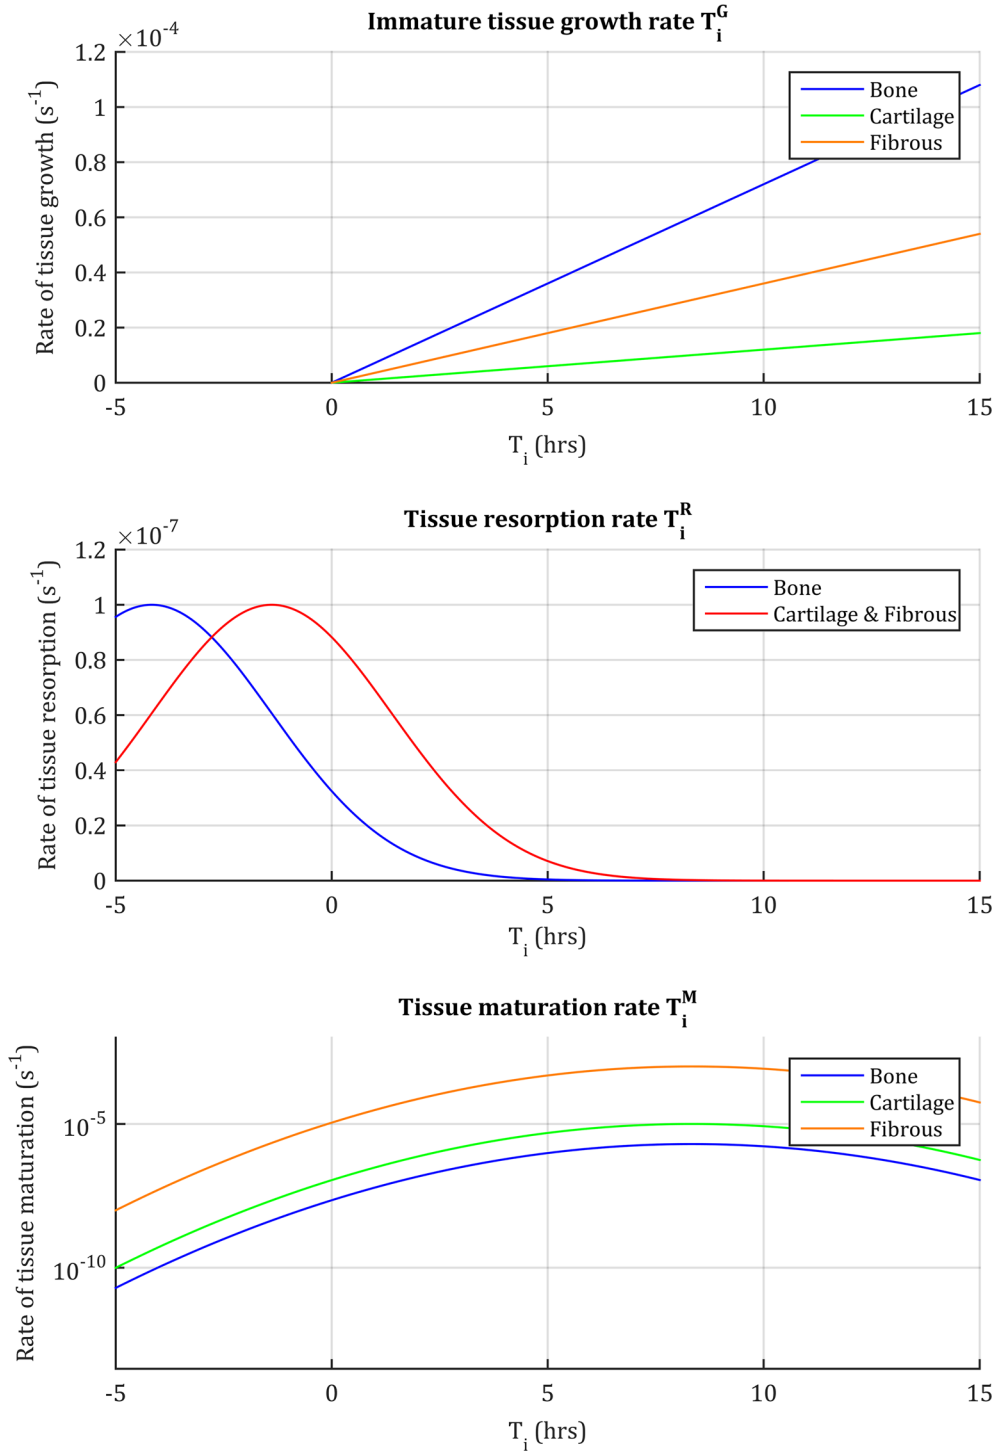 Immature tissue growth rate T_i^G
×10^-4
Rate of tissue growth (s^-1)
1.2
1
0.8
0.6
0.4
0.2
0
-5 0 5 10 15
T_i (hrs)
Bone
Cartilage
Fibrous
Tissue resorption rate T_i^R
×10^-7
Rate of tissue resorption (s^-1)
1.2
1
0.8
0.6
0.4
0.2
0
-5 0 5 10 15
T_i (hrs)
Bone
Cartilage & Fibrous
Tissue maturation rate T_i^M
Rate of tissue maturation (s^-1)
10^-5
10^-10
-5 0 5 10 15
T_i (hrs)
Bone
Cartilage
Fibrous